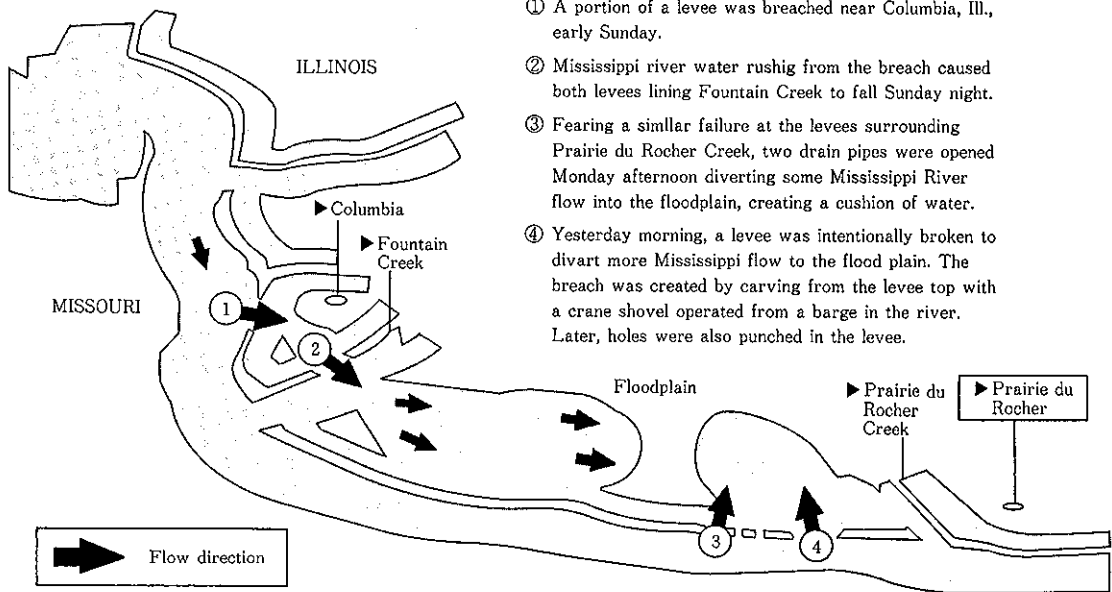 ① A portion of a levee was breached near Columbia, Ill.,
early Sunday.
② Mississippi river water rushig from the breach caused
both levees lining Fountain Creek to fall Sunday night.
③ Fearing a simllar failure at the levees surrounding
Prairie du Rocher Creek, two drain pipes were opened
Monday afternoon diverting some Mississippi River
flow into the floodplain, creating a cushion of water.
④ Yesterday morning, a levee was intentionally broken to
divart more Mississippi flow to the flood plain. The
breach was created by carving from the levee top with
a crane shovel operated from a barge in the river.
Later, holes were also punched in the levee.
ILLINOIS
▶ Columbia
▶ Fountain
Creek
MISSOURI
1
2
Floodplain
▶ Prairie du
Rocher
Creek
▶ Prairie du
Rocher
3
4
Flow direction